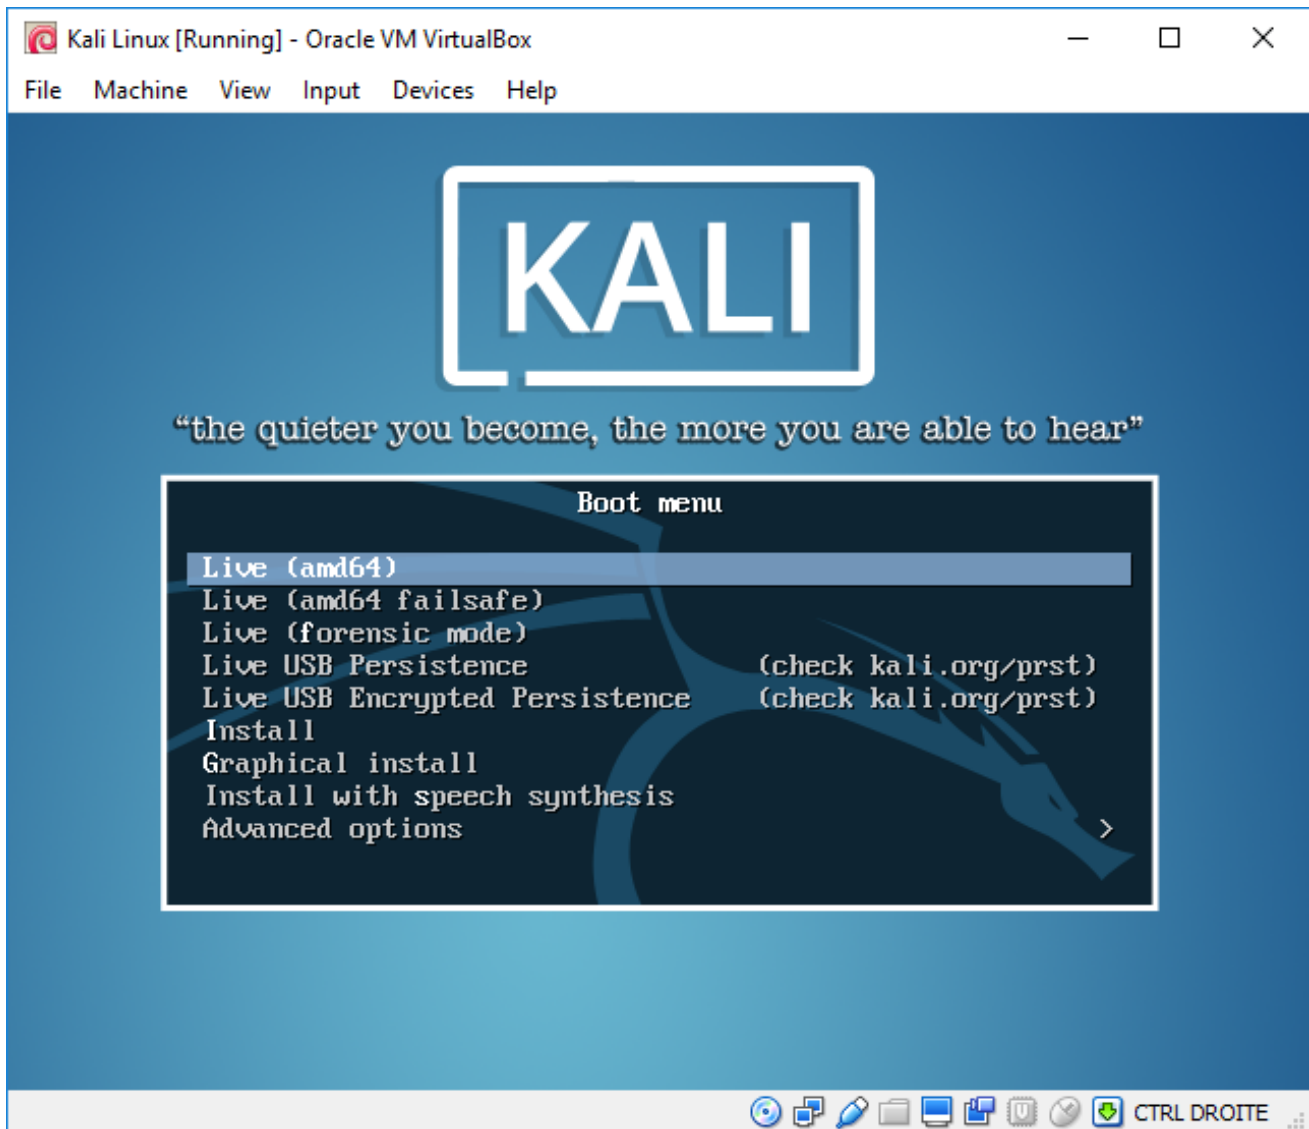 Kali Linux [Running] - Oracle VM VirtualBox
File Machine View Input Devices Help
KALI
“the quieter you become, the more you are able to hear”
Boot menu
Live (amd64)
Live (amd64 failsafe)
Live (forensic mode)
Live USB Persistence (check kali.org/prst)
Live USB Encrypted Persistence (check kali.org/prst)
Install
Graphical install
Install with speech synthesis
Advanced options >
CTRL DROITE